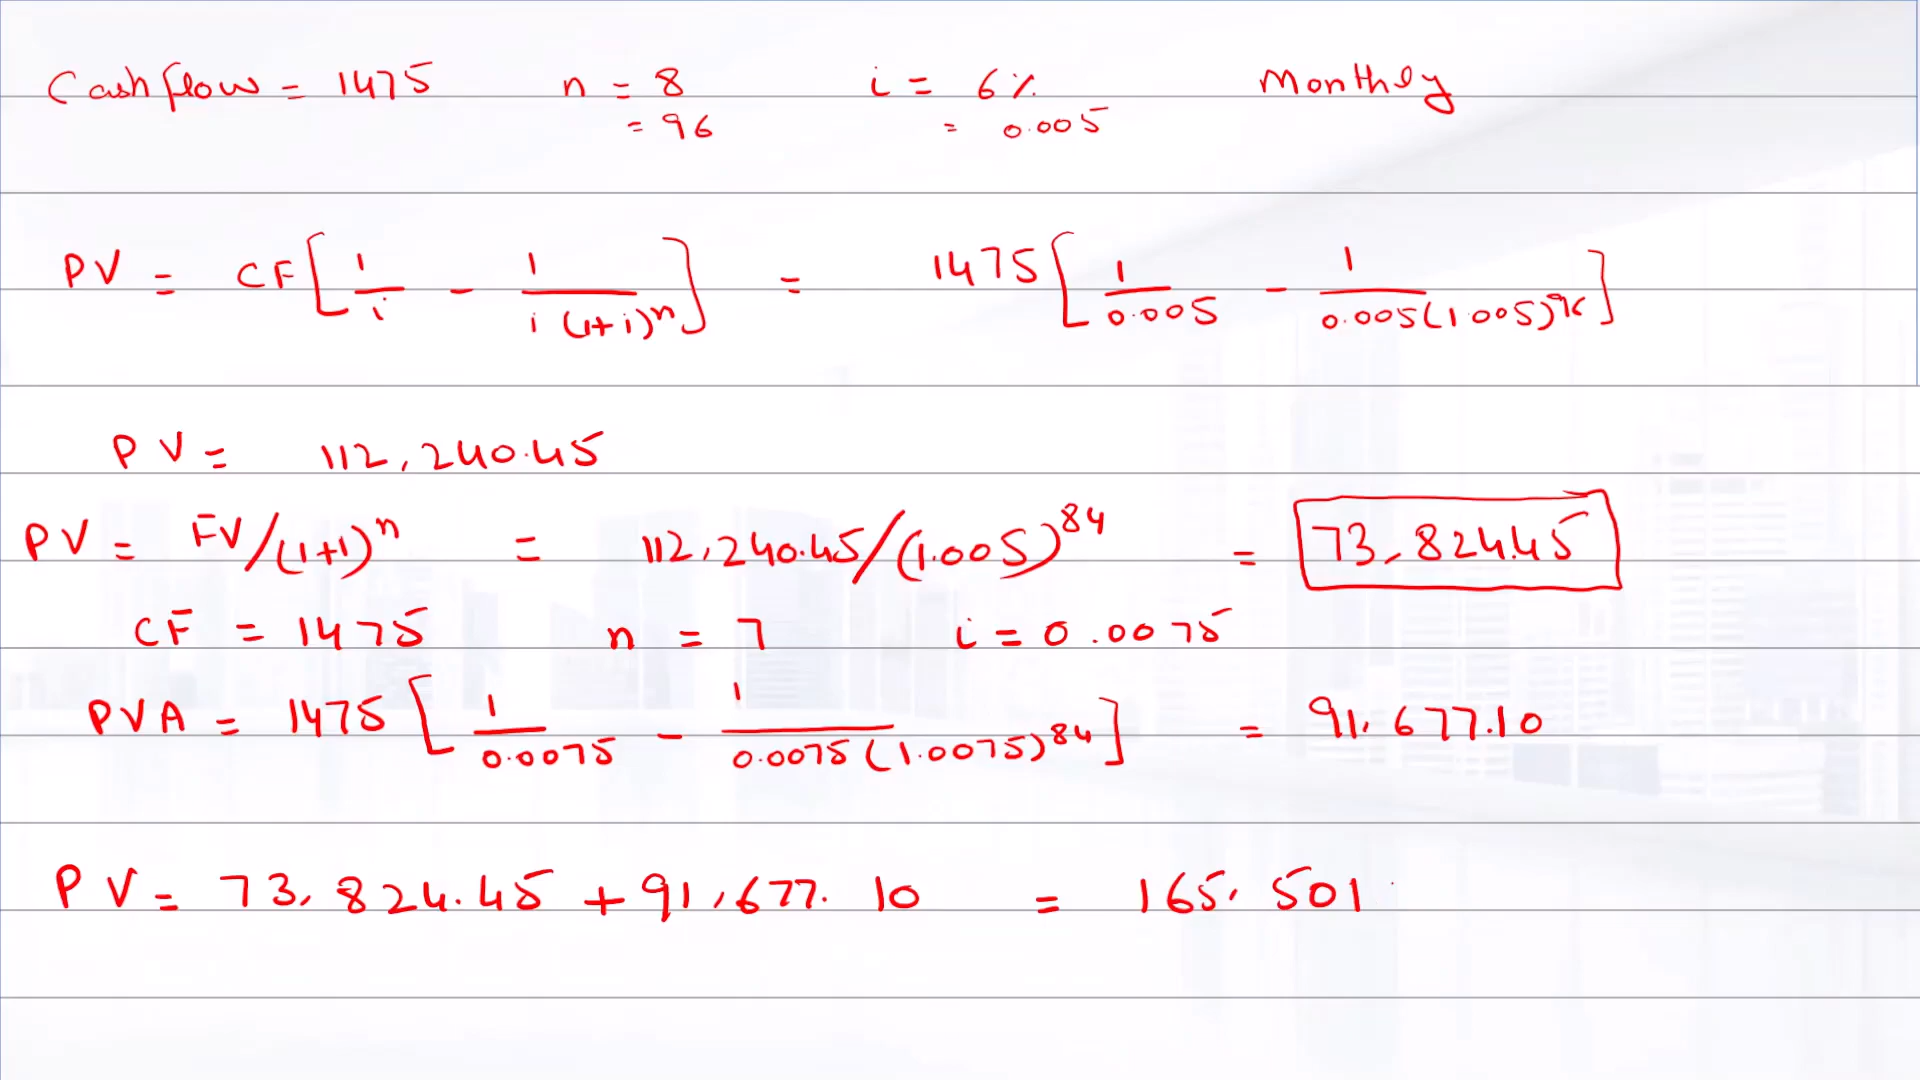 Cashflow = 1475 n = 8 i = 6% Monthly
= 96 = 0.005
PV = CF[1/i - 1/i(1+i)^n] = 1475[1/0.005 - 1/0.005(1.005)^96]
PV = 112,240.45
PV = FV/(1+i)^n = 112,240.45/(1.005)^84 = 73,824.45
CF = 1475 n = 7 i = 0.0075
PVA = 1475[1/0.0075 - 1/0.0075(1.0075)^84] = 91,677.10
PV = 73,824.45 + 91,677.10 = 165,501